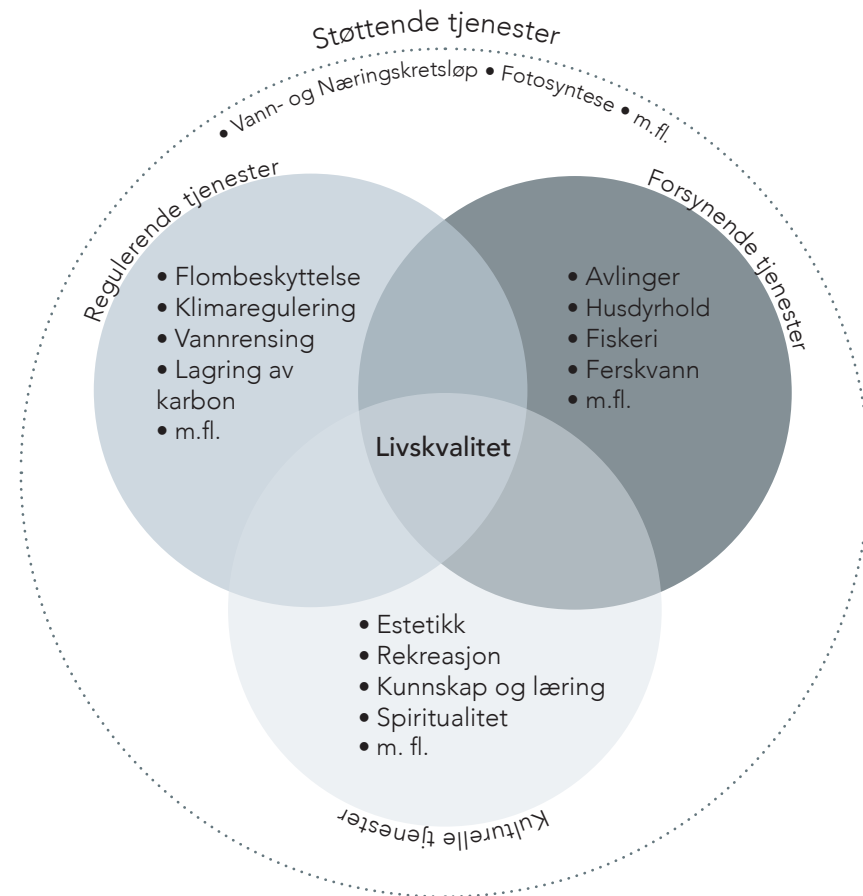 Støttende tjenester
• Vann- og Næringskretsløp • Fotosyntese • m.fl.
Regulerende tjenester
• Flombeskyttelse
• Klimaregulering
• Vannrensing
• Lagring av
karbon
• m.fl.
Forsynende tjenester
• Avlinger
• Husdyrhold
• Fiskeri
• Ferskvann
• m.fl.
Livskvalitet
• Estetikk
• Rekreasjon
• Kunnskap og læring
• Spiritualitet
• m. fl.
Kulturelle tjenester